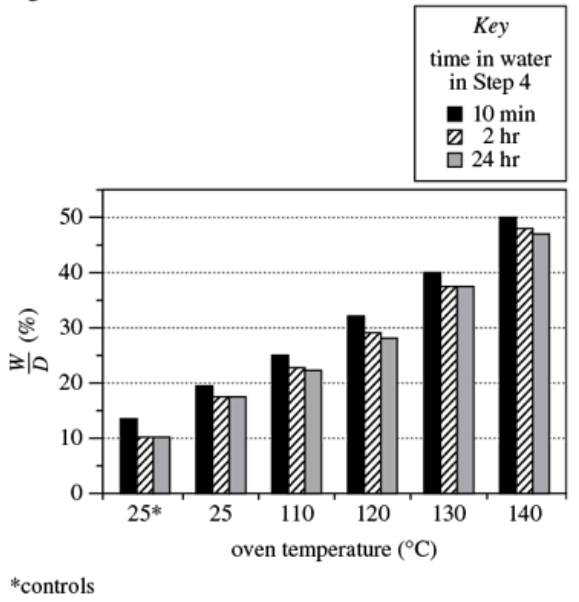 Key
time in water
in Step 4
10 min
2 hr
24 hr
50
40
30
20
10
0
W/D (%)
25* 25 110 120 130 140
oven temperature (°C)
*controls